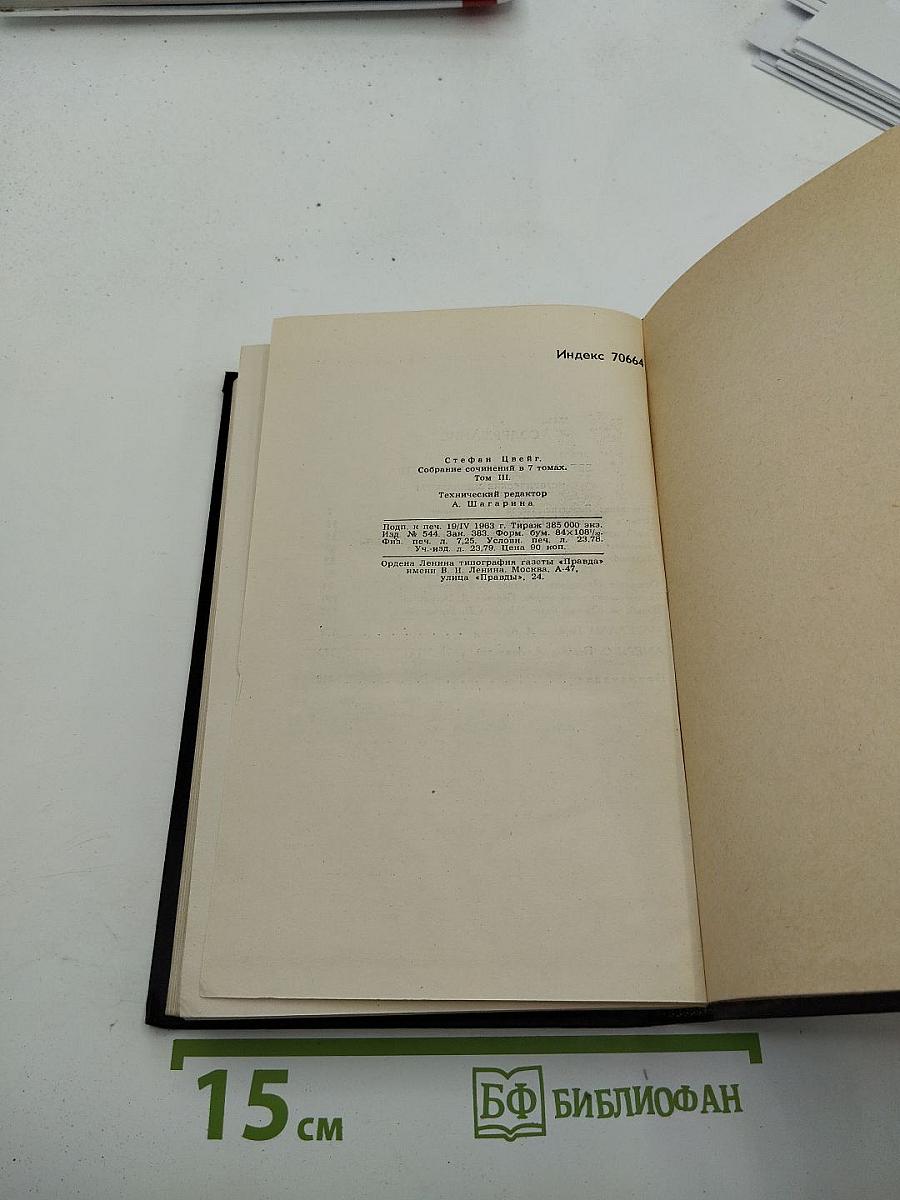 Индекс 70664
Стефан Цвейг.
Собрание сочинений в 7 томах.
Том III.
Технический редактор
А. Шагарина.
Подп. к печ. 19/IV 1963 г. Тираж 385 000 экз.
Изд. № 544. Зак. 383. Форм. бум. 84×108¹/₃₂.
Физ. печ. л. 7,25. Условн. печ. л. 23,78.
Уч.-изд. л. 23,79. Цена 90 коп.
Ордена Ленина типография газеты «Правда»
имени В. И. Ленина. Москва, А-47,
улица «Правды», 24.
15 см
БФ БИБЛИОФАН